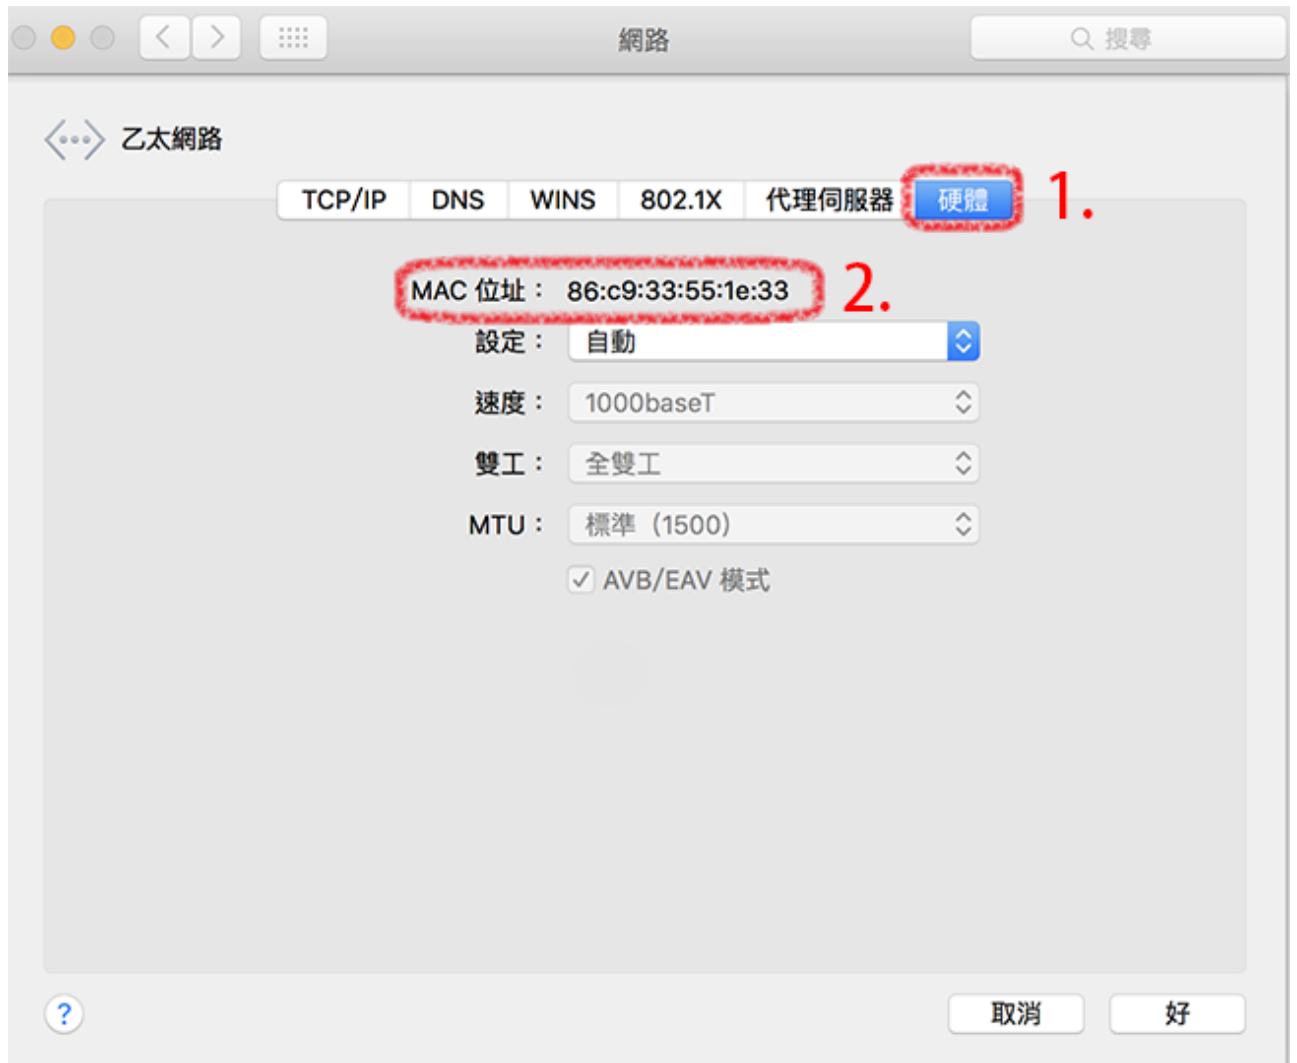 網路
搜尋
乙太網路
TCP/IP DNS WINS 802.1X 代理伺服器 硬體 1.
MAC 位址： 86:c9:33:55:1e:33 2.
設定： 自動
速度： 1000baseT
雙工： 全雙工
MTU： 標準（1500）
AVB/EAV 模式
? 取消 好